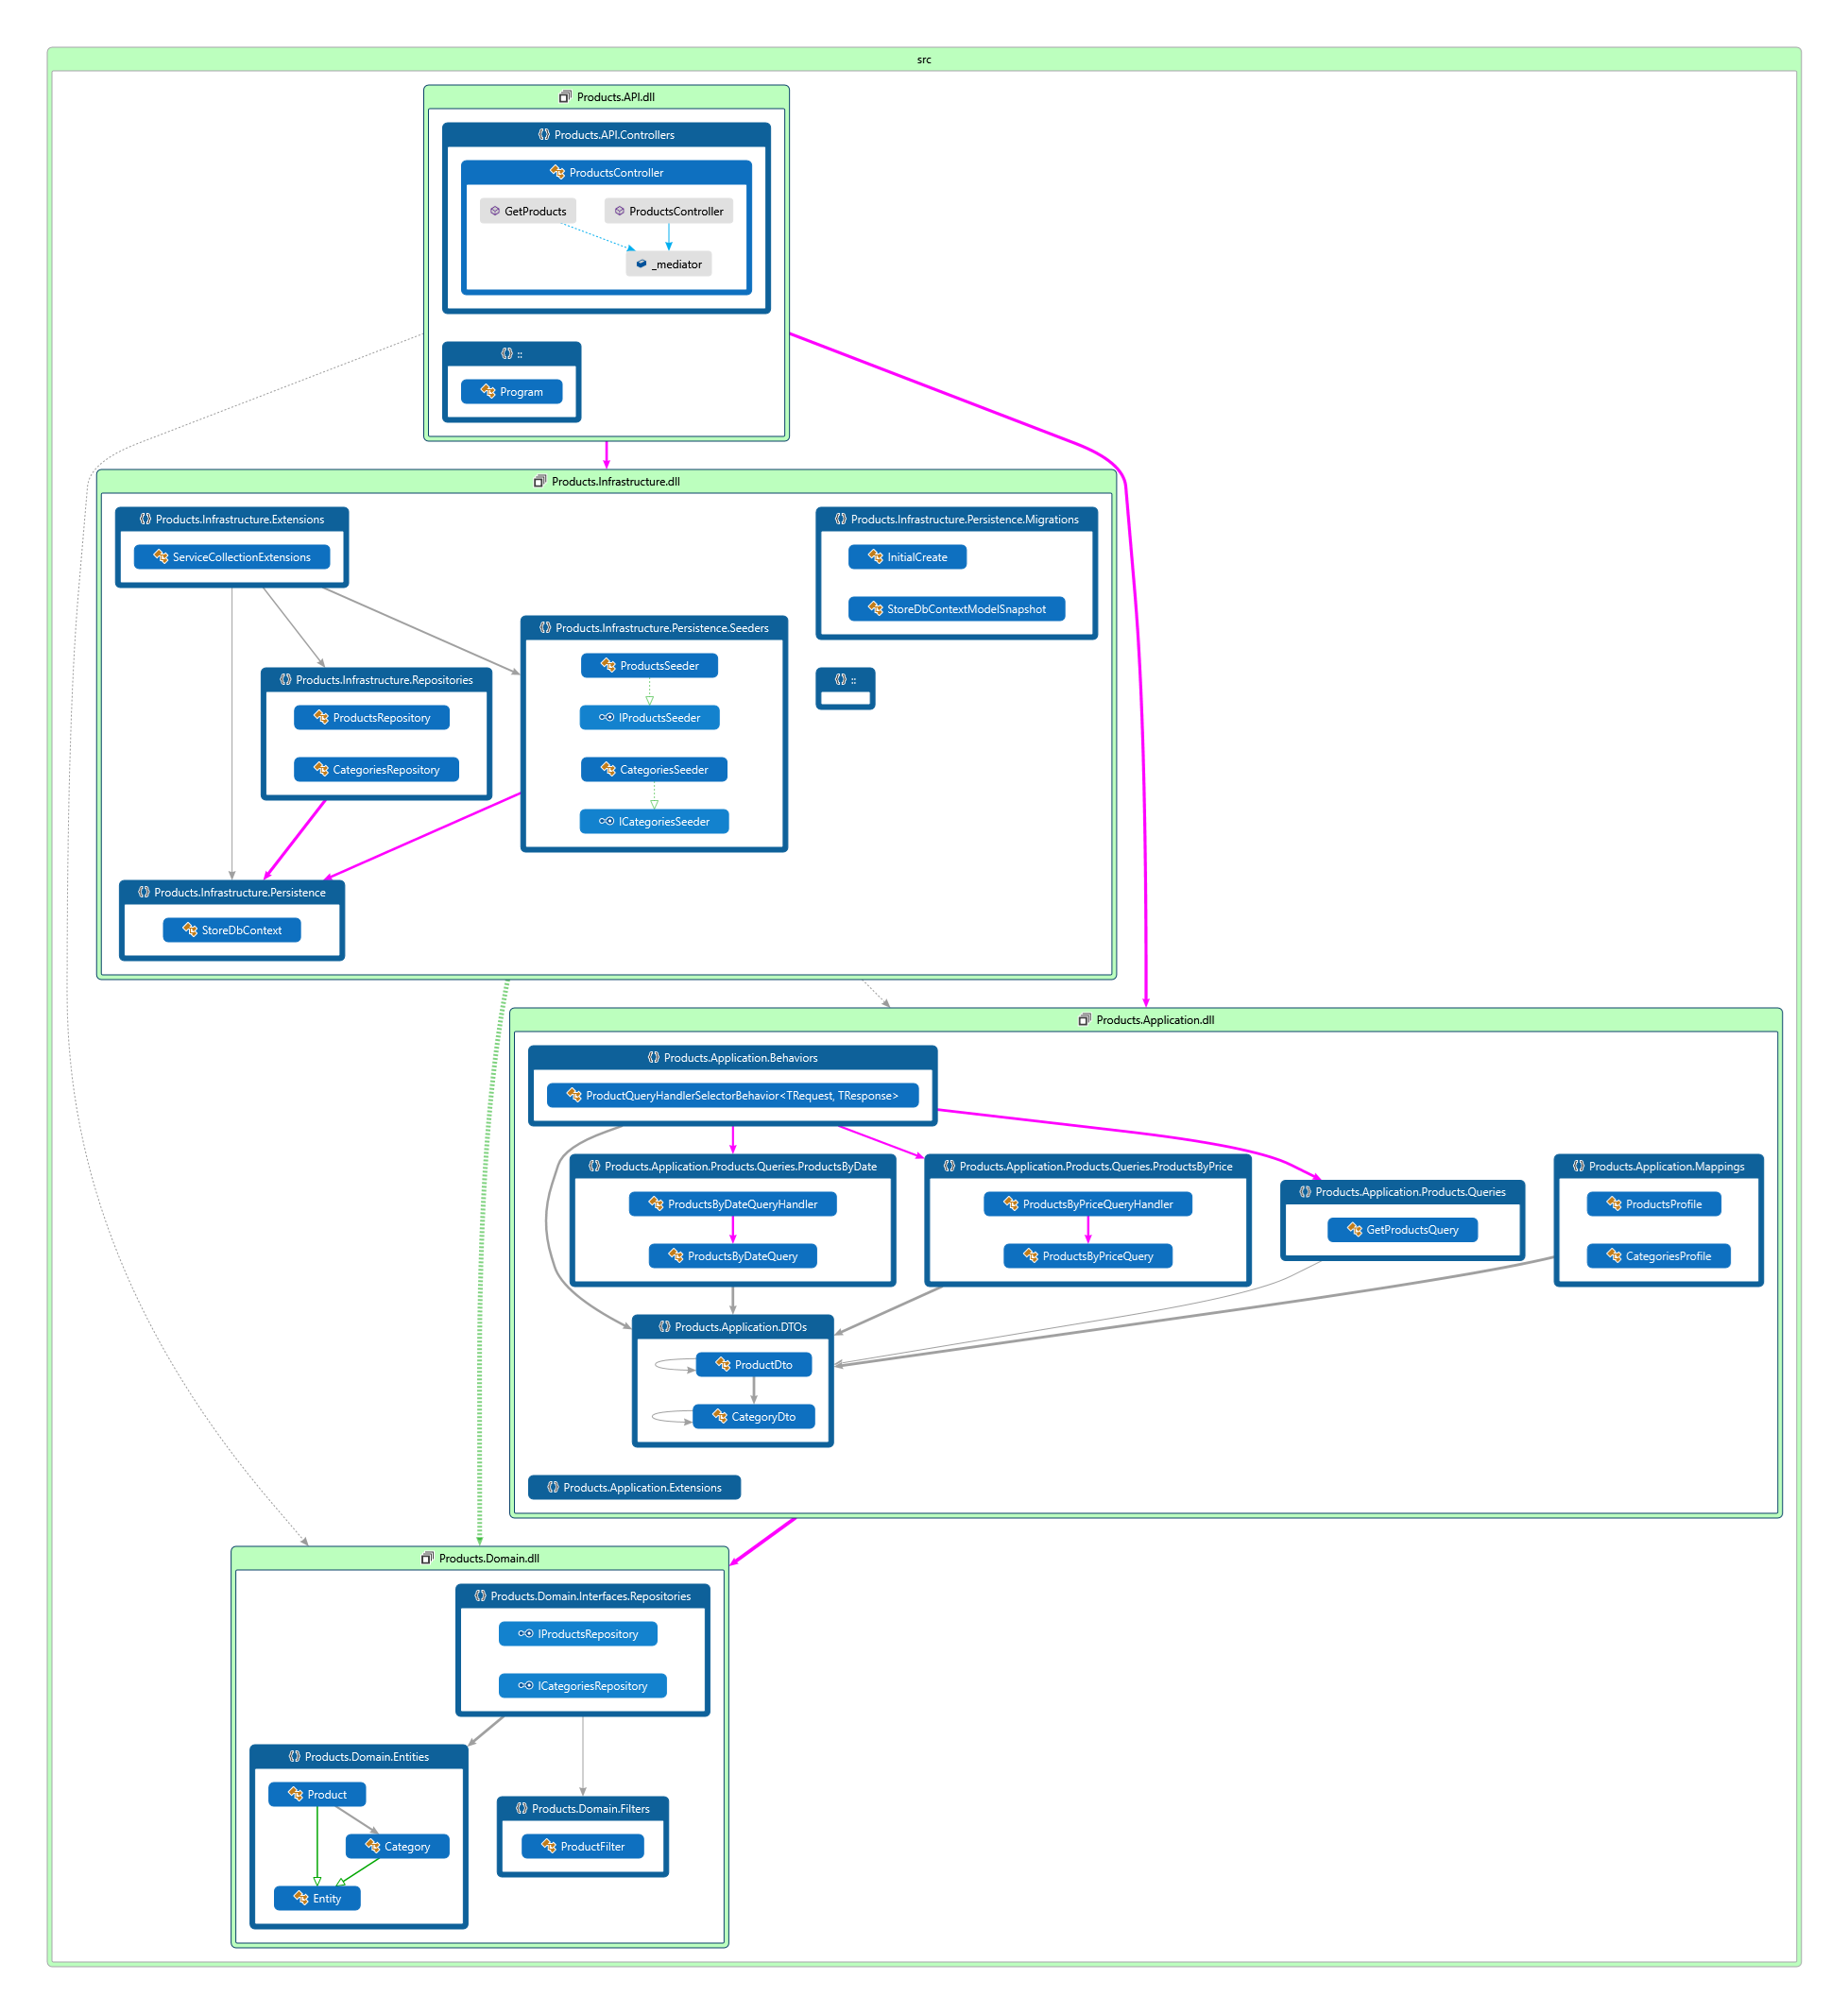 src
Products.API.dll
Products.API.Controllers
ProductsController
GetProducts
ProductsController
_mediator
::
Program
Products.Infrastructure.dll
Products.Infrastructure.Extensions
ServiceCollectionExtensions
Products.Infrastructure.Persistence.Migrations
InitialCreate
StoreDbContextModelSnapshot
Products.Infrastructure.Persistence.Seeders
ProductsSeeder
IProductsSeeder
CategoriesSeeder
ICategoriesSeeder
Products.Infrastructure.Repositories
ProductsRepository
CategoriesRepository
::
Products.Infrastructure.Persistence
StoreDbContext
Products.Application.dll
Products.Application.Behaviors
ProductQueryHandlerSelectorBehavior<TRequest, TResponse>
Products.Application.Products.Queries.ProductsByDate
ProductsByDateQueryHandler
ProductsByDateQuery
Products.Application.Products.Queries.ProductsByPrice
ProductsByPriceQueryHandler
ProductsByPriceQuery
Products.Application.Products.Queries
GetProductsQuery
Products.Application.Mappings
ProductsProfile
CategoriesProfile
Products.Application.DTOs
ProductDto
CategoryDto
Products.Application.Extensions
Products.Domain.dll
Products.Domain.Interfaces.Repositories
IProductsRepository
ICategoriesRepository
Products.Domain.Entities
Product
Category
Entity
Products.Domain.Filters
ProductFilter